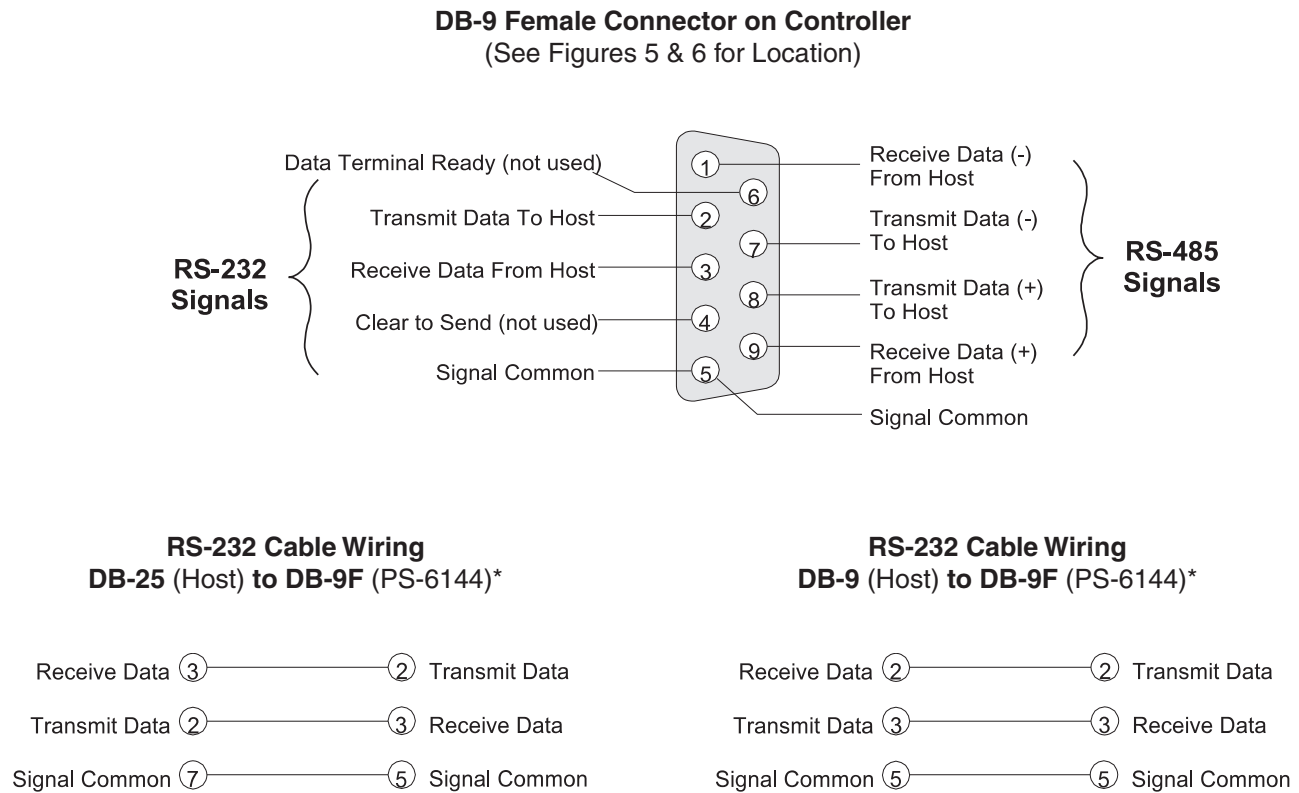 DB-9 Female Connector on Controller
(See Figures 5 & 6 for Location)
Data Terminal Ready (not used)
Transmit Data To Host
Receive Data From Host
Clear to Send (not used)
Signal Common
RS-232
Signals
1
6
2
7
3
8
4
9
5
Receive Data (-)
From Host
Transmit Data (-)
To Host
Transmit Data (+)
To Host
Receive Data (+)
From Host
Signal Common
RS-485
Signals
RS-232 Cable Wiring
DB-25 (Host) to DB-9F (PS-6144)*
Receive Data 3 2 Transmit Data
Transmit Data 2 3 Receive Data
Signal Common 7 5 Signal Common
RS-232 Cable Wiring
DB-9 (Host) to DB-9F (PS-6144)*
Receive Data 2 2 Transmit Data
Transmit Data 3 3 Receive Data
Signal Common 5 5 Signal Common